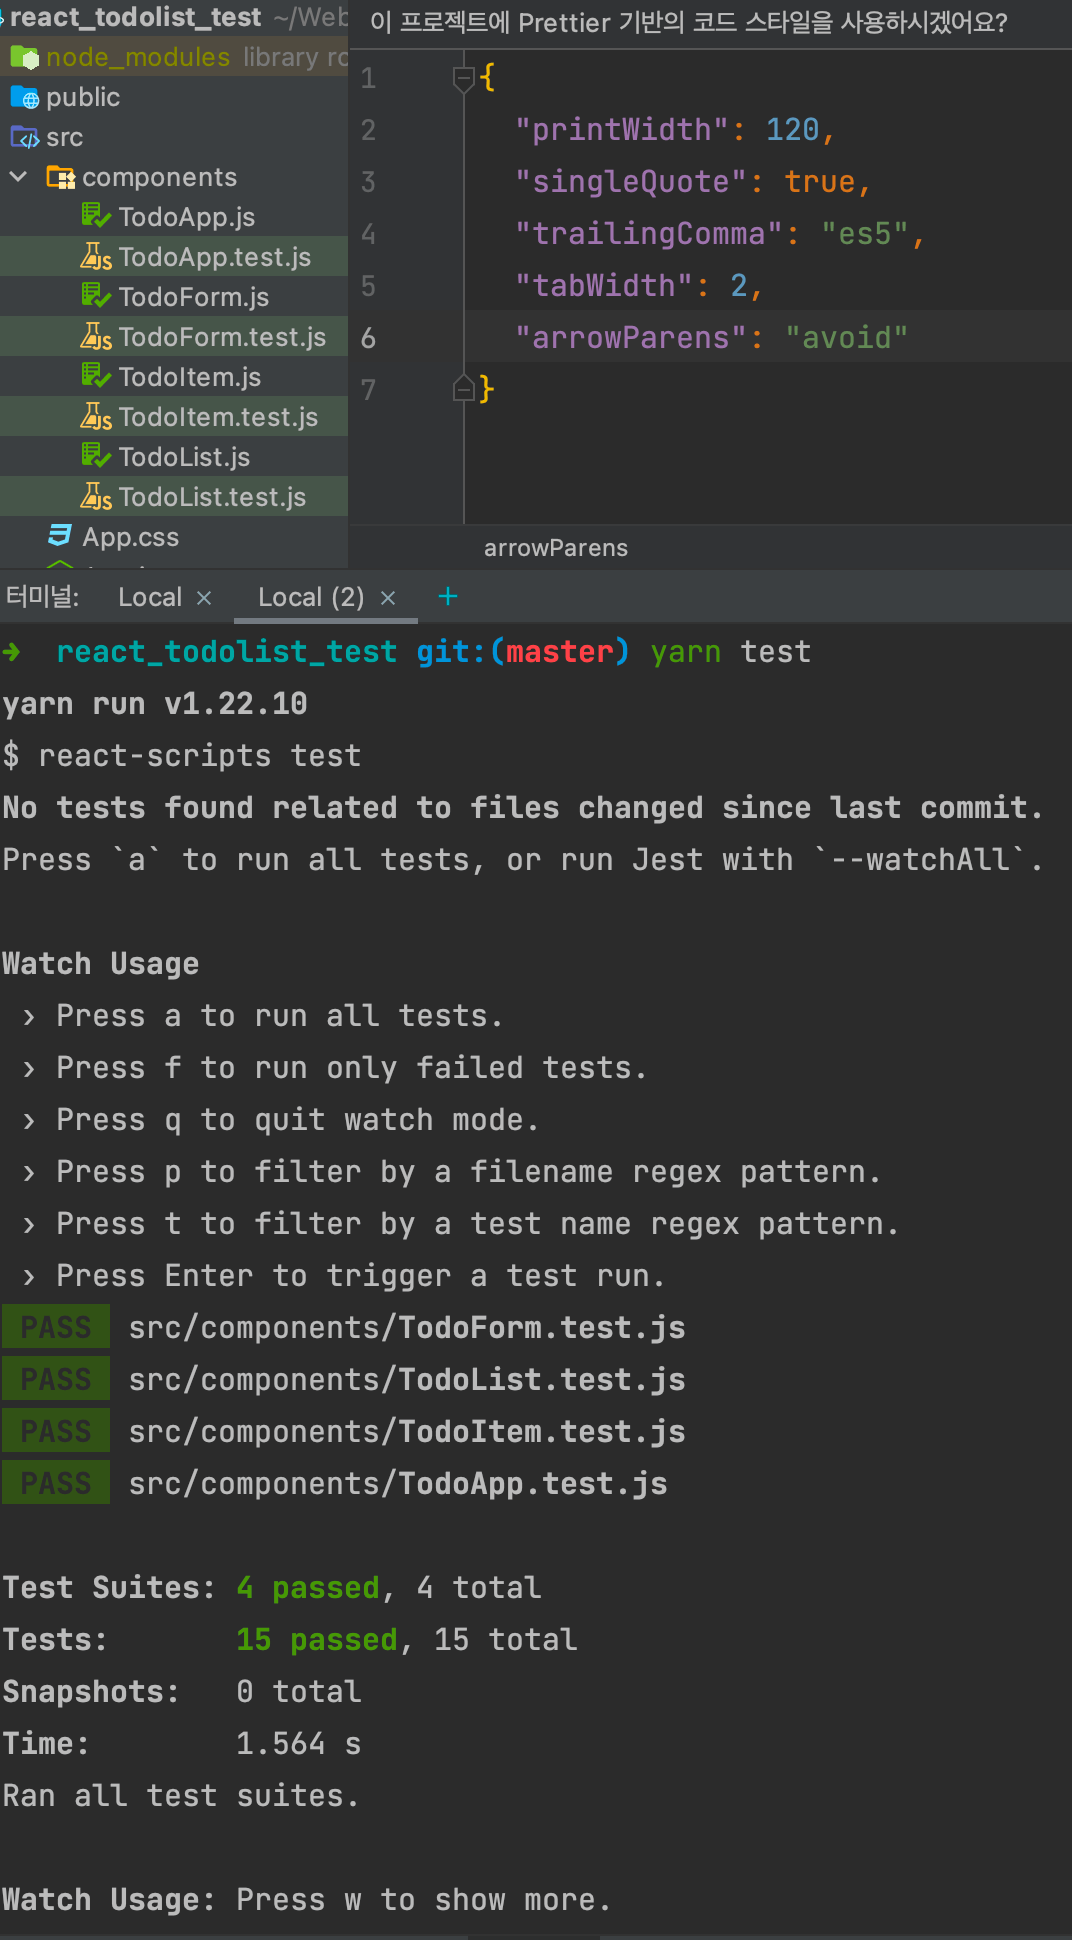 react_todolist_test ~/Web
node_modules library ro
public
src
components
TodoApp.js
TodoApp.test.js
TodoForm.js
TodoForm.test.js
TodoItem.js
TodoItem.test.js
TodoList.js
TodoList.test.js
App.css
이 프로젝트에 Prettier 기반의 코드 스타일을 사용하시겠어요?
1 {
2 "printWidth": 120,
3 "singleQuote": true,
4 "trailingComma": "es5",
5 "tabWidth": 2,
6 "arrowParens": "avoid"
7 }
arrowParens
터미널: Local × Local (2) × +
➜ react_todolist_test git:(master) yarn test
yarn run v1.22.10
$ react-scripts test
No tests found related to files changed since last commit.
Press `a` to run all tests, or run Jest with `--watchAll`.
Watch Usage
› Press a to run all tests.
› Press f to run only failed tests.
› Press q to quit watch mode.
› Press p to filter by a filename regex pattern.
› Press t to filter by a test name regex pattern.
› Press Enter to trigger a test run.
PASS src/components/TodoForm.test.js
PASS src/components/TodoList.test.js
PASS src/components/TodoItem.test.js
PASS src/components/TodoApp.test.js
Test Suites: 4 passed, 4 total
Tests: 15 passed, 15 total
Snapshots: 0 total
Time: 1.564 s
Ran all test suites.
Watch Usage: Press w to show more.